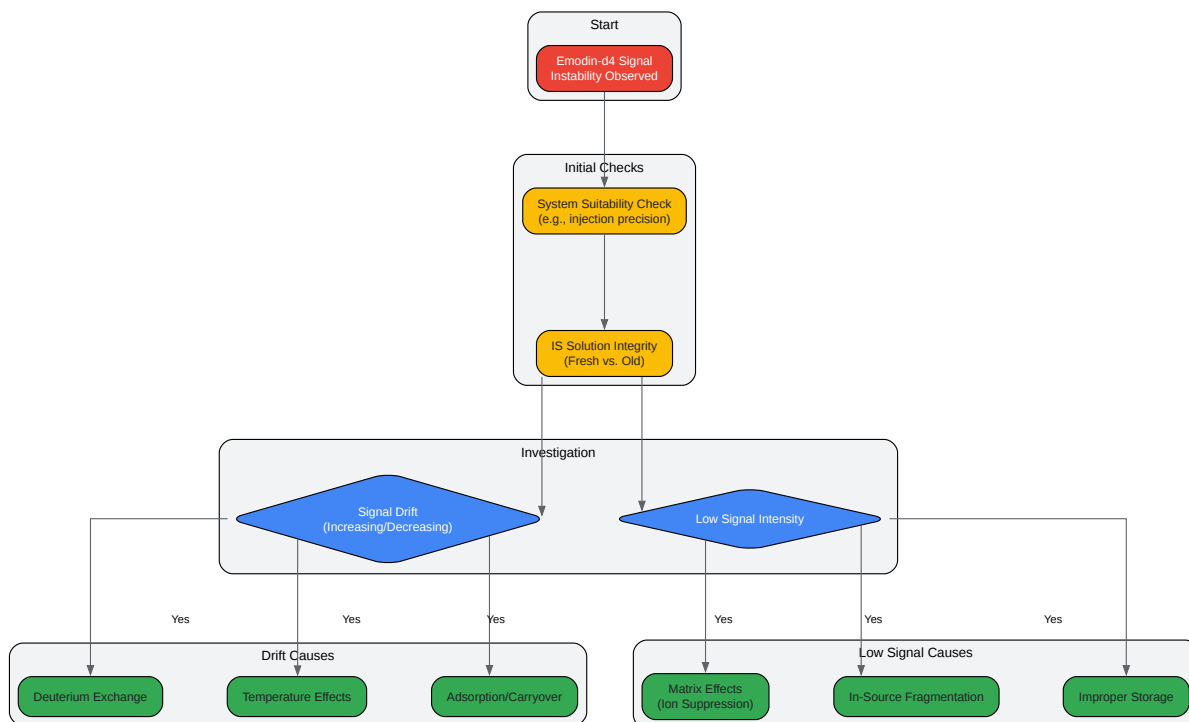 Start
Emodin-d4 Signal
Instability Observed
Initial Checks
System Suitability Check
(e.g., injection precision)
IS Solution Integrity
(Fresh vs. Old)
Investigation
Signal Drift
(Increasing/Decreasing)
Low Signal Intensity
Yes
Yes
Yes
Yes
Yes
Yes
Drift Causes
Deuterium Exchange
Temperature Effects
Adsorption/Carryover
Low Signal Causes
Matrix Effects
(Ion Suppression)
In-Source Fragmentation
Improper Storage